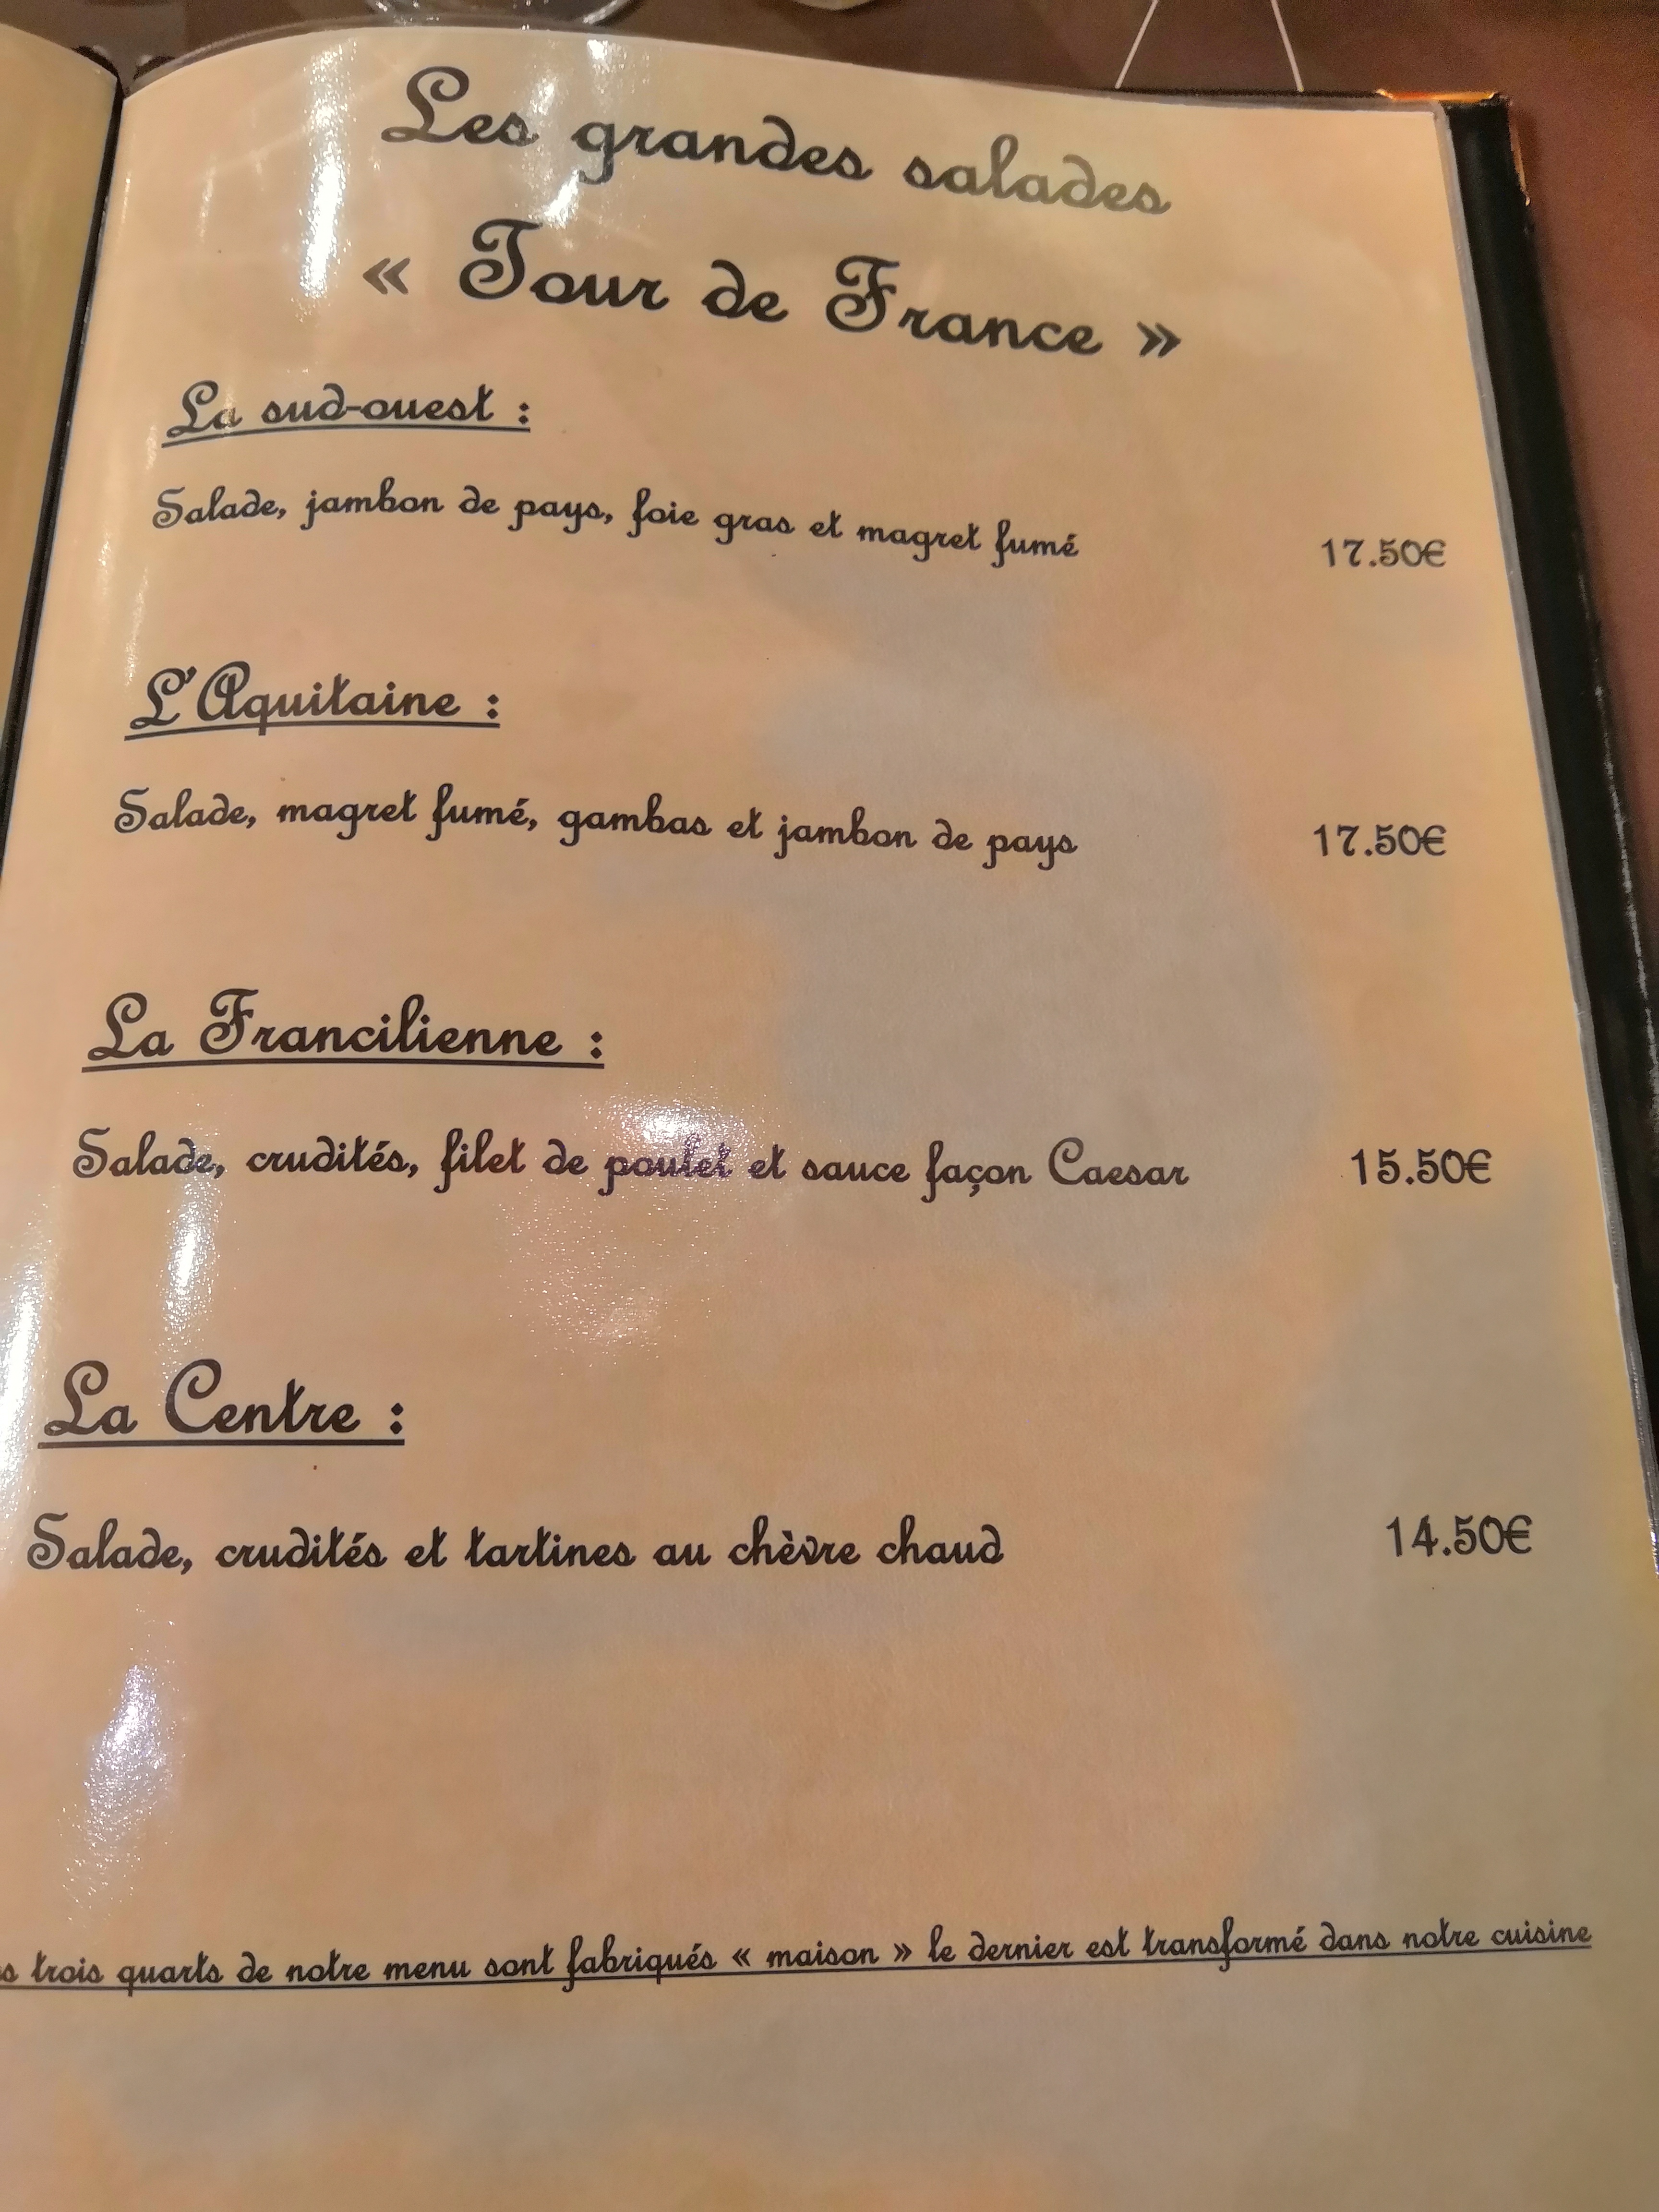 Les grandes salades
« Tour de France »
La sud-ouest :
Salade, jambon de pays, foie gras et magret fumé 17.50€
L'Aquitaine :
Salade, magret fumé, gambas et jambon de pays 17.50€
La Francilienne :
Salade, crudités, filet de poulet et sauce façon Caesar 15.50€
La Centre :
Salade, crudités et tartines au chèvre chaud 14.50€
trois quarts de notre menu sont fabriqués « maison » le dernier est transformé dans notre cuisine